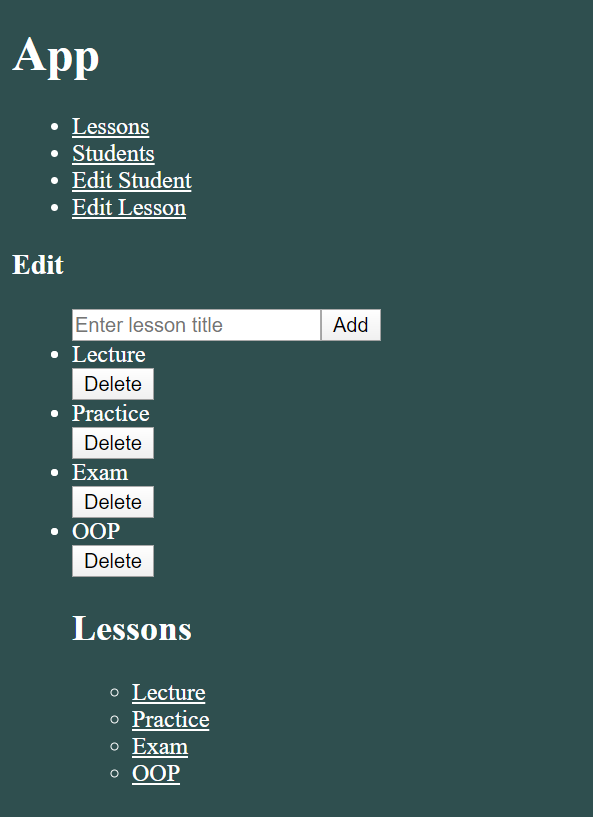 App
Lessons
Students
Edit Student
Edit Lesson
Edit
Enter lesson title Add
Lecture
Delete
Practice
Delete
Exam
Delete
OOP
Delete
Lessons
Lecture
Practice
Exam
OOP